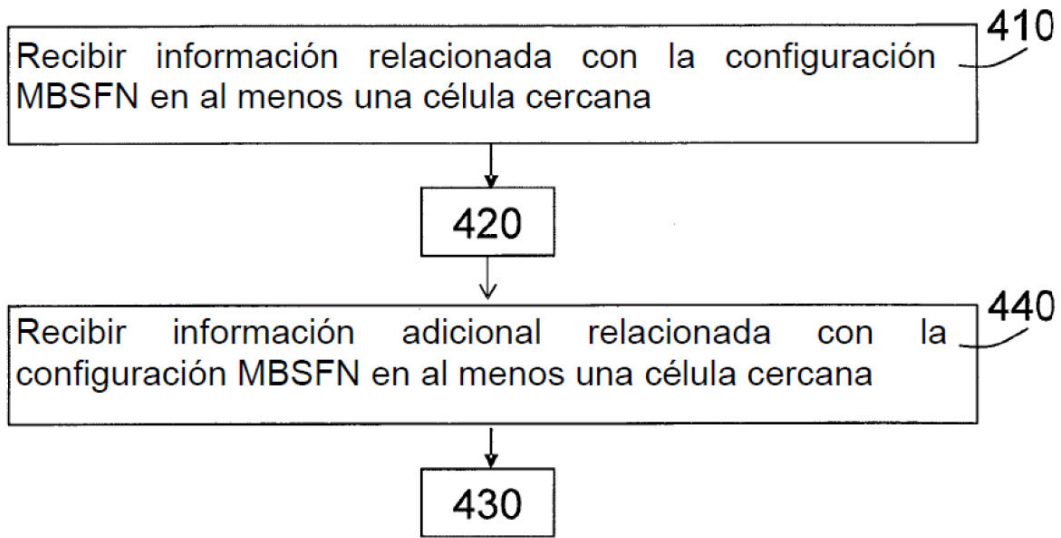 410
Recibir información relacionada con la configuración
MBSFN en al menos una célula cercana
420
440
Recibir información adicional relacionada con la
configuración MBSFN en al menos una célula cercana
430